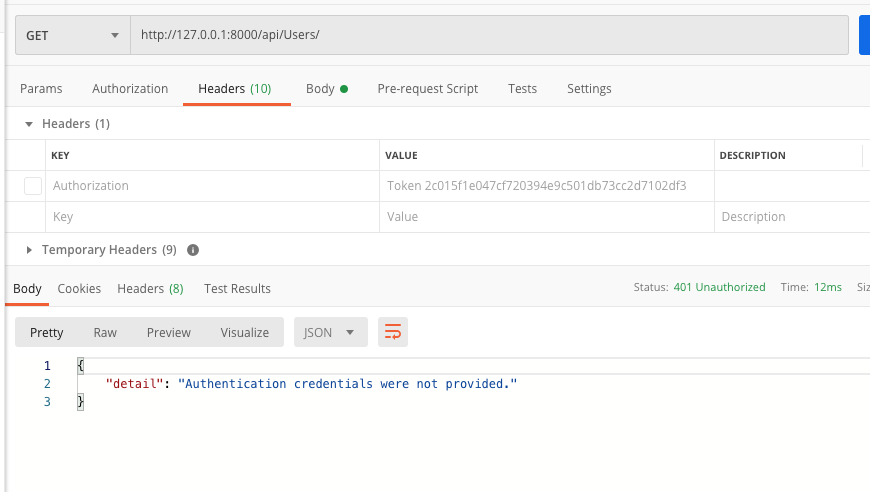 GET http://127.0.0.1:8000/api/Users/
Params Authorization Headers (10) Body Pre-request Script Tests Settings
Headers (1)
KEY VALUE DESCRIPTION
Authorization Token 2c015f1e047cf720394e9c501db73cc2d7102df3
Key Value Description
Temporary Headers (9) i
Body Cookies Headers (8) Test Results Status: 401 Unauthorized Time: 12ms Siz
Pretty Raw Preview Visualize JSON
1 {
2 "detail": "Authentication credentials were not provided."
3 }